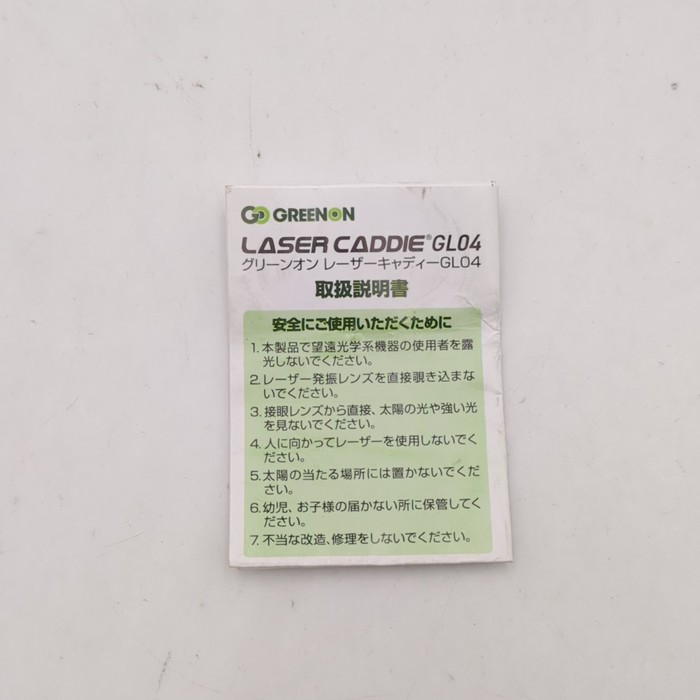 GO GREENON
LASER CADDIE® GL04
グリーンオン レーザーキャディーGL04
取扱説明書
安全にご使用いただくために
1. 本製品で望遠光学系機器の使用者を露
光しないでください。
2. レーザー発振レンズを直接覗き込まな
いでください。
3. 接眼レンズから直接、太陽の光や強い光
を見ないでください。
4. 人に向かってレーザーを使用しないでく
ださい。
5. 太陽の当たる場所には置かないでくだ
さい。
6. 幼児、お子様の届かない所に保管してく
ださい。
7. 不当な改造、修理をしないでください。